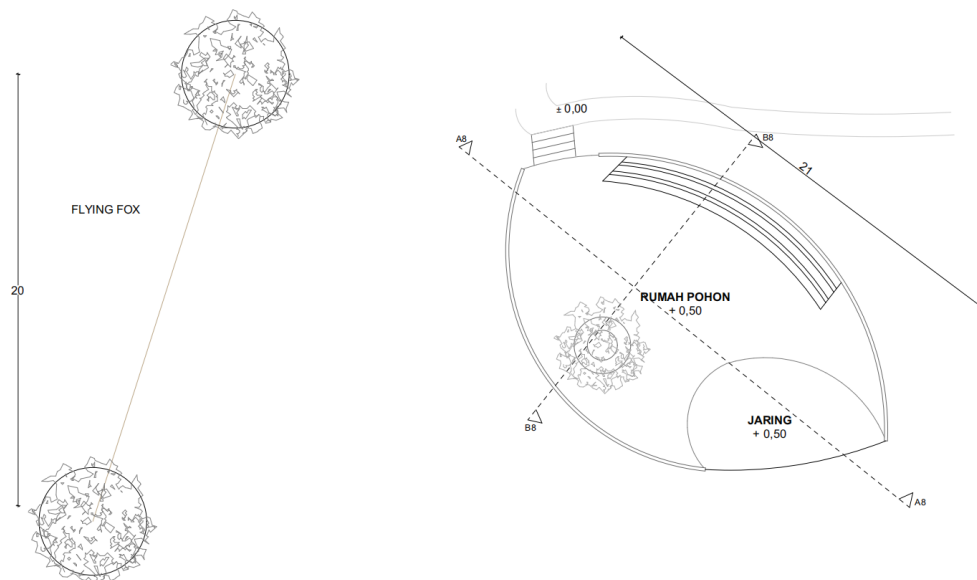 ± 0,00
A8
B8
21
FLYING FOX
20
RUMAH POHON
+ 0,50
JARING
+ 0,50
B8
A8